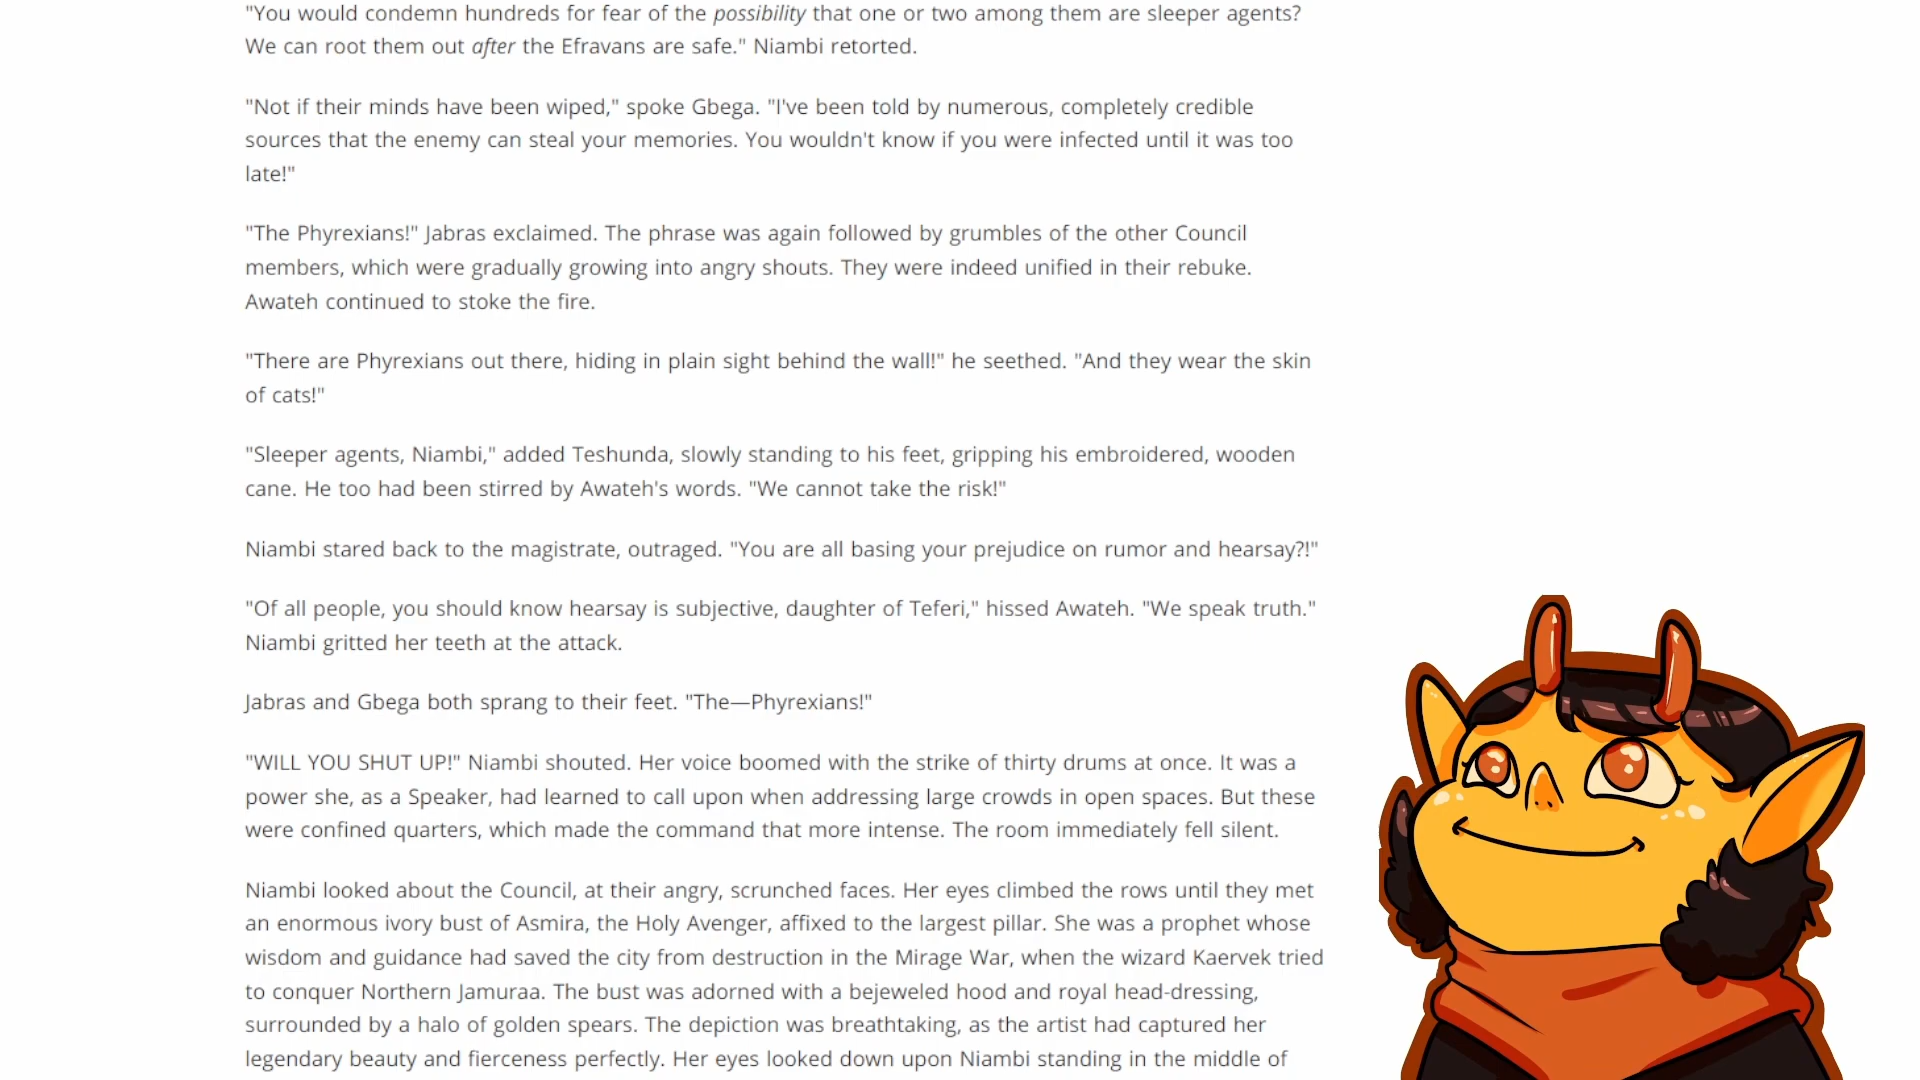 "You would condemn hundreds for fear of the possibility that one or two among them are sleeper agents?
We can root them out after the Efravans are safe." Niambi retorted.
"Not if their minds have been wiped," spoke Gbega. "I've been told by numerous, completely credible
sources that the enemy can steal your memories. You wouldn't know if you were infected until it was too
late!"
"The Phyrexians!" Jabras exclaimed. The phrase was again followed by grumbles of the other Council
members, which were gradually growing into angry shouts. They were indeed unified in their rebuke.
Awateh continued to stoke the fire.
"There are Phyrexians out there, hiding in plain sight behind the wall!" he seethed. "And they wear the skin
of cats!"
"Sleeper agents, Niambi," added Teshunda, slowly standing to his feet, gripping his embroidered, wooden
cane. He too had been stirred by Awateh's words. "We cannot take the risk!"
Niambi stared back to the magistrate, outraged. "You are all basing your prejudice on rumor and hearsay?!"
"Of all people, you should know hearsay is subjective, daughter of Teferi," hissed Awateh. "We speak truth."
Niambi gritted her teeth at the attack.
Jabras and Gbega both sprang to their feet. "The—Phyrexians!"
"WILL YOU SHUT UP!" Niambi shouted. Her voice boomed with the strike of thirty drums at once. It was a
power she, as a Speaker, had learned to call upon when addressing large crowds in open spaces. But these
were confined quarters, which made the command that more intense. The room immediately fell silent.
Niambi looked about the Council, at their angry, scrunched faces. Her eyes climbed the rows until they met
an enormous ivory bust of Asmira, the Holy Avenger, affixed to the largest pillar. She was a prophet whose
wisdom and guidance had saved the city from destruction in the Mirage War, when the wizard Kaervek tried
to conquer Northern Jamuraa. The bust was adorned with a bejeweled hood and royal head-dressing,
surrounded by a halo of golden spears. The depiction was breathtaking, as the artist had captured her
legendary beauty and fierceness perfectly. Her eyes looked down upon Niambi standing in the middle of